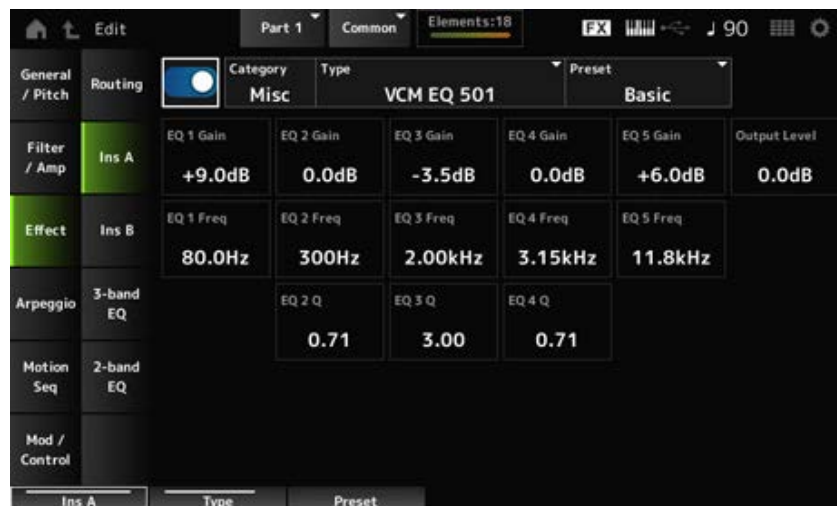 Edit
Part 1
Common
Elements:18
FX
♩ 90
General / Pitch
Filter / Amp
Effect
Arpeggio
Motion Seq
Mod / Control
Routing
Ins A
Ins B
3-band EQ
2-band EQ
Category
Misc
Type
VCM EQ 501
Preset
Basic
EQ 1 Gain
+9.0dB
EQ 2 Gain
0.0dB
EQ 3 Gain
-3.5dB
EQ 4 Gain
0.0dB
EQ 5 Gain
+6.0dB
Output Level
0.0dB
EQ 1 Freq
80.0Hz
EQ 2 Freq
300Hz
EQ 3 Freq
2.00kHz
EQ 4 Freq
3.15kHz
EQ 5 Freq
11.8kHz
EQ 2 Q
0.71
EQ 3 Q
3.00
EQ 4 Q
0.71
Ins A
Type
Preset